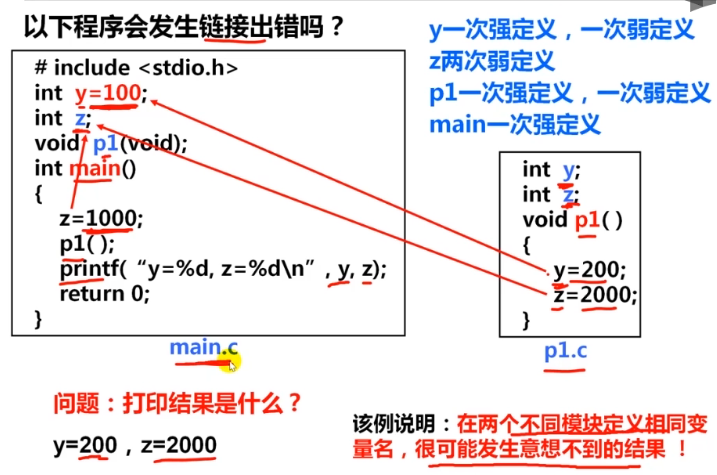 以下程序会发生链接出错吗？
# include <stdio.h>
int y=100;
int z;
void p1(void);
int main()
{
z=1000;
p1( );
printf(“y=%d, z=%d\n”, y, z);
return 0;
}
main.c
y一次强定义，一次弱定义
z两次弱定义
p1一次强定义，一次弱定义
main一次强定义
int y;
int z;
void p1( )
{
y=200;
z=2000;
}
p1.c
问题：打印结果是什么？
y=200，z=2000
该例说明：在两个不同模块定义相同变
量名，很可能发生意想不到的结果 ！